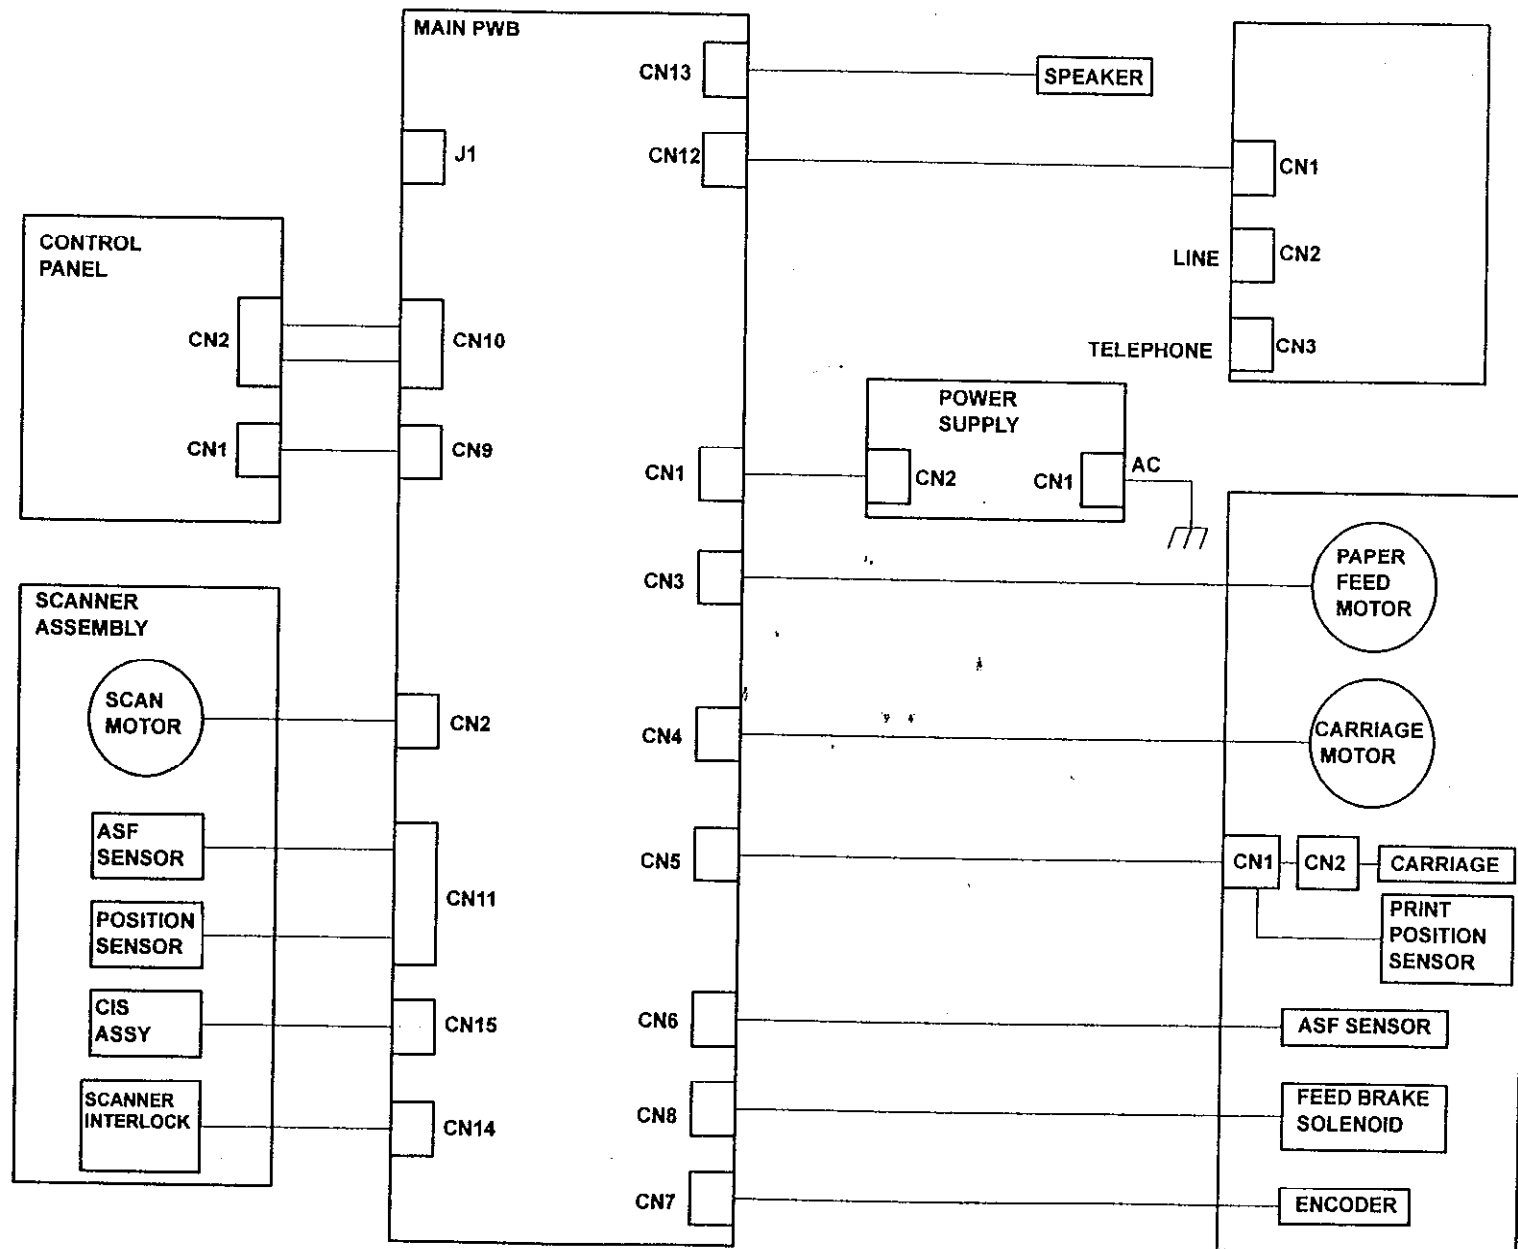 MAIN PWB
CN13
SPEAKER
J1
CN12
CN1
LINE
CN2
TELEPHONE
CN3
CONTROL
PANEL
CN2
CN10
CN1
CN9
POWER
SUPPLY
CN1
CN2
CN1
AC
SCANNER
ASSEMBLY
SCAN
MOTOR
CN2
ASF
SENSOR
CN11
POSITION
SENSOR
CIS
ASSY
CN15
SCANNER
INTERLOCK
CN14
CN3
PAPER
FEED
MOTOR
CN4
CARRIAGE
MOTOR
CN5
CN1
CN2
CARRIAGE
PRINT
POSITION
SENSOR
CN6
ASF SENSOR
CN8
FEED BRAKE
SOLENOID
CN7
ENCODER